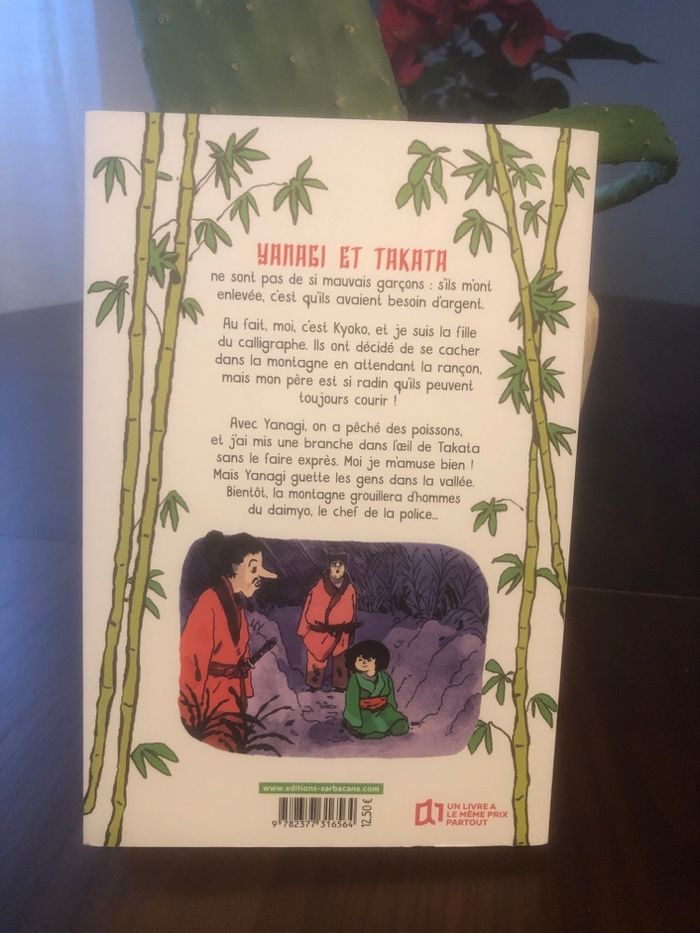 YANAGI ET TAKATA
ne sont pas de si mauvais garçons : s'ils m'ont
enlevée, c'est qu'ils avaient besoin d'argent.
Au fait, moi, c'est Kyoko, et je suis la fille
du calligraphe. Ils ont décidé de se cacher
dans la montagne en attendant la rançon,
mais mon père est si radin qu'ils peuvent
toujours courir !
Avec Yanagi, on a pêché des poissons,
et j'ai mis une branche dans l'œil de Takata
sans le faire exprès. Moi je m'amuse bien !
Mais Yanagi guette les gens dans la vallée.
Bientôt, la montagne grouillera d'hommes
du daimyo, le chef de la police...
www.editions-sarbacane.com
9 782377 316564
12,50 €
UN LIVRE A
LE MÊME PRIX
PARTOUT